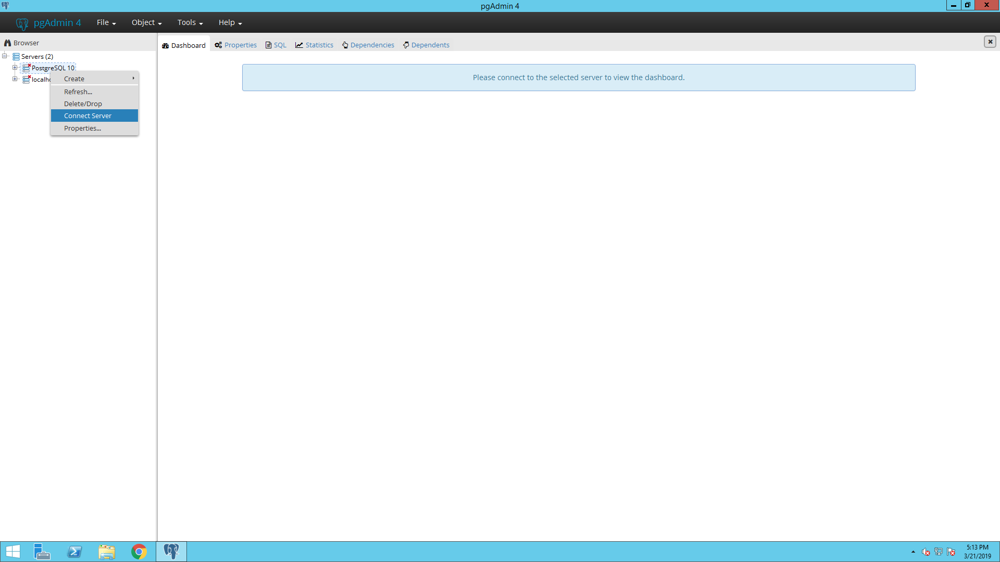 pgAdmin 4
pgAdmin 4 File Object Tools Help
Browser
Dashboard Properties SQL Statistics Dependencies Dependents
Servers (2)
PostgreSQL 10
localho
Create
Refresh...
Delete/Drop
Connect Server
Properties...
Please connect to the selected server to view the dashboard.
5:13 PM
3/21/2019